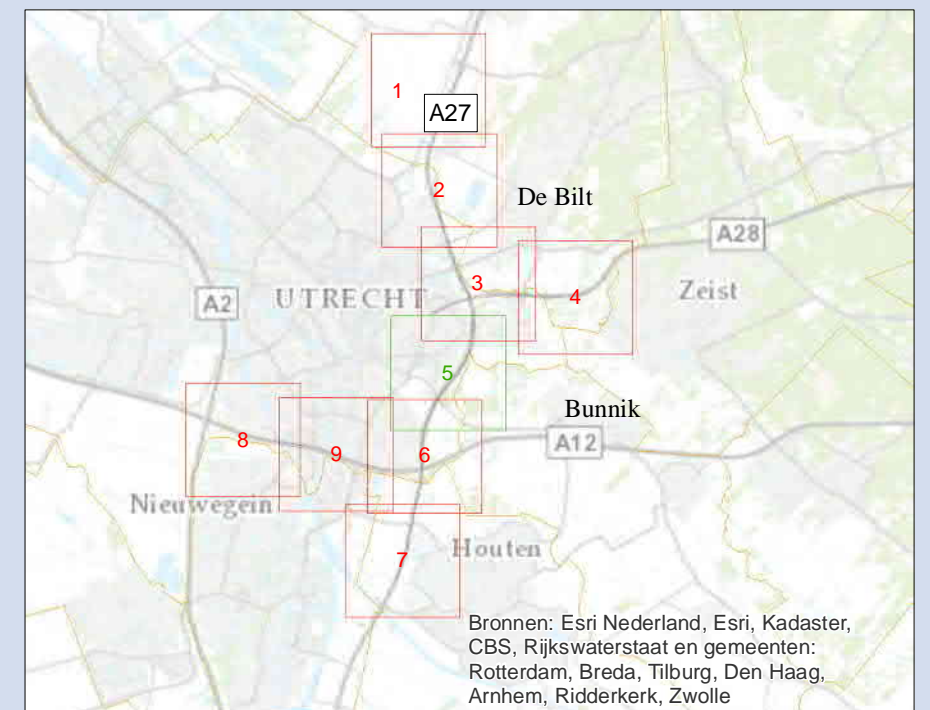 1
A27
2
De Bilt
A28
3
4
Zeist
A2
UTRECHT
5
Bunnik
8
9
6
A12
Nieuwegein
Houten
7
Bronnen: Esri Nederland, Esri, Kadaster,
CBS, Rijkswaterstaat en gemeenten:
Rotterdam, Breda, Tilburg, Den Haag,
Arnhem, Ridderkerk, Zwolle